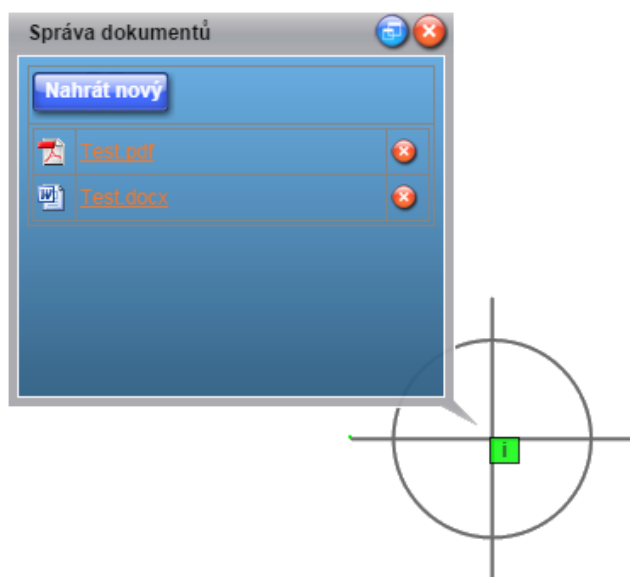 Správa dokumentů
Nahrát nový
Test.pdf
Test.docx
i